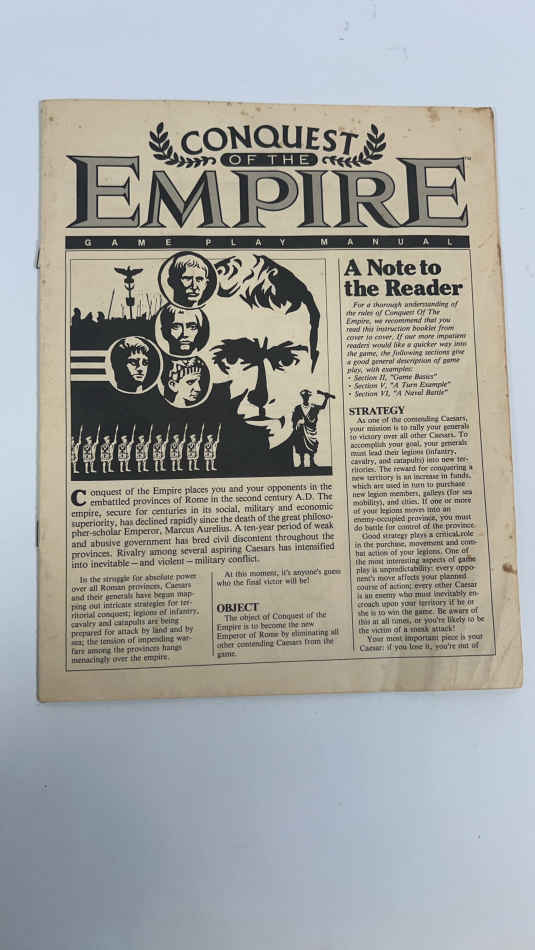 CONQUEST
OF THE
EMPIRE™
GAME PLAY MANUAL
Conquest of the Empire places you and your opponents in the
embattled provinces of Rome in the second century A.D. The
empire, secure for centuries in its social, military and economic
superiority, has declined rapidly since the death of the great philoso-
pher-scholar Emperor, Marcus Aurelius. A ten-year period of weak
and abusive government has bred civil discontent throughout the
provinces. Rivalry among several aspiring Caesars has intensified
into inevitable—and violent—military conflict.
In the struggle for absolute power
over all Roman provinces, Caesars
and their generals have begun map-
ping out intricate strategies for ter-
ritorial conquest; legions of infantry,
cavalry and catapults are being
prepared for attack by land and by
sea; the tension of impending war-
fare among the provinces hangs
menacingly over the empire.
At this moment, it's anyone's guess
who the final victor will be!
OBJECT
The object of Conquest of the
Empire is to become the new
Emperor of Rome by eliminating all
other contending Caesars from the
game.
A Note to
the Reader
For a thorough understanding of
the rules of Conquest Of The
Empire, we recommend that you
read this instruction booklet from
cover to cover. If our more impatient
readers would like a quicker way into
the game, the following sections give
a good general description of game
play, with examples:
• Section II, "Game Basics"
• Section V, "A Turn Example"
• Section VI, "A Naval Battle"
STRATEGY
As one of the contending Caesars,
your mission is to rally your generals
to victory over all other Caesars. To
accomplish your goal, your generals
must lead their legions (infantry,
cavalry, and catapults) into new ter-
ritories. The reward for conquering a
new territory is an increase in funds,
which are used in turn to purchase
new legion members, galleys (for sea
mobility), and cities. If one or more
of your legions moves into an
enemy-occupied province, you must
do battle for control of the province.
Good strategy plays a critical role
in the purchase, movement and com-
bat action of your legions. One of
the most interesting aspects of game
play is unpredictability: every oppo-
nent's move affects your planned
course of action; every other Caesar
is an enemy who must inevitably en-
croach upon your territory if he or
she is to win the game. Be aware of
this at all times, or you're likely to be
the victim of a sneak attack!
Your most important piece is your
Caesar: if you lose it, you're out of